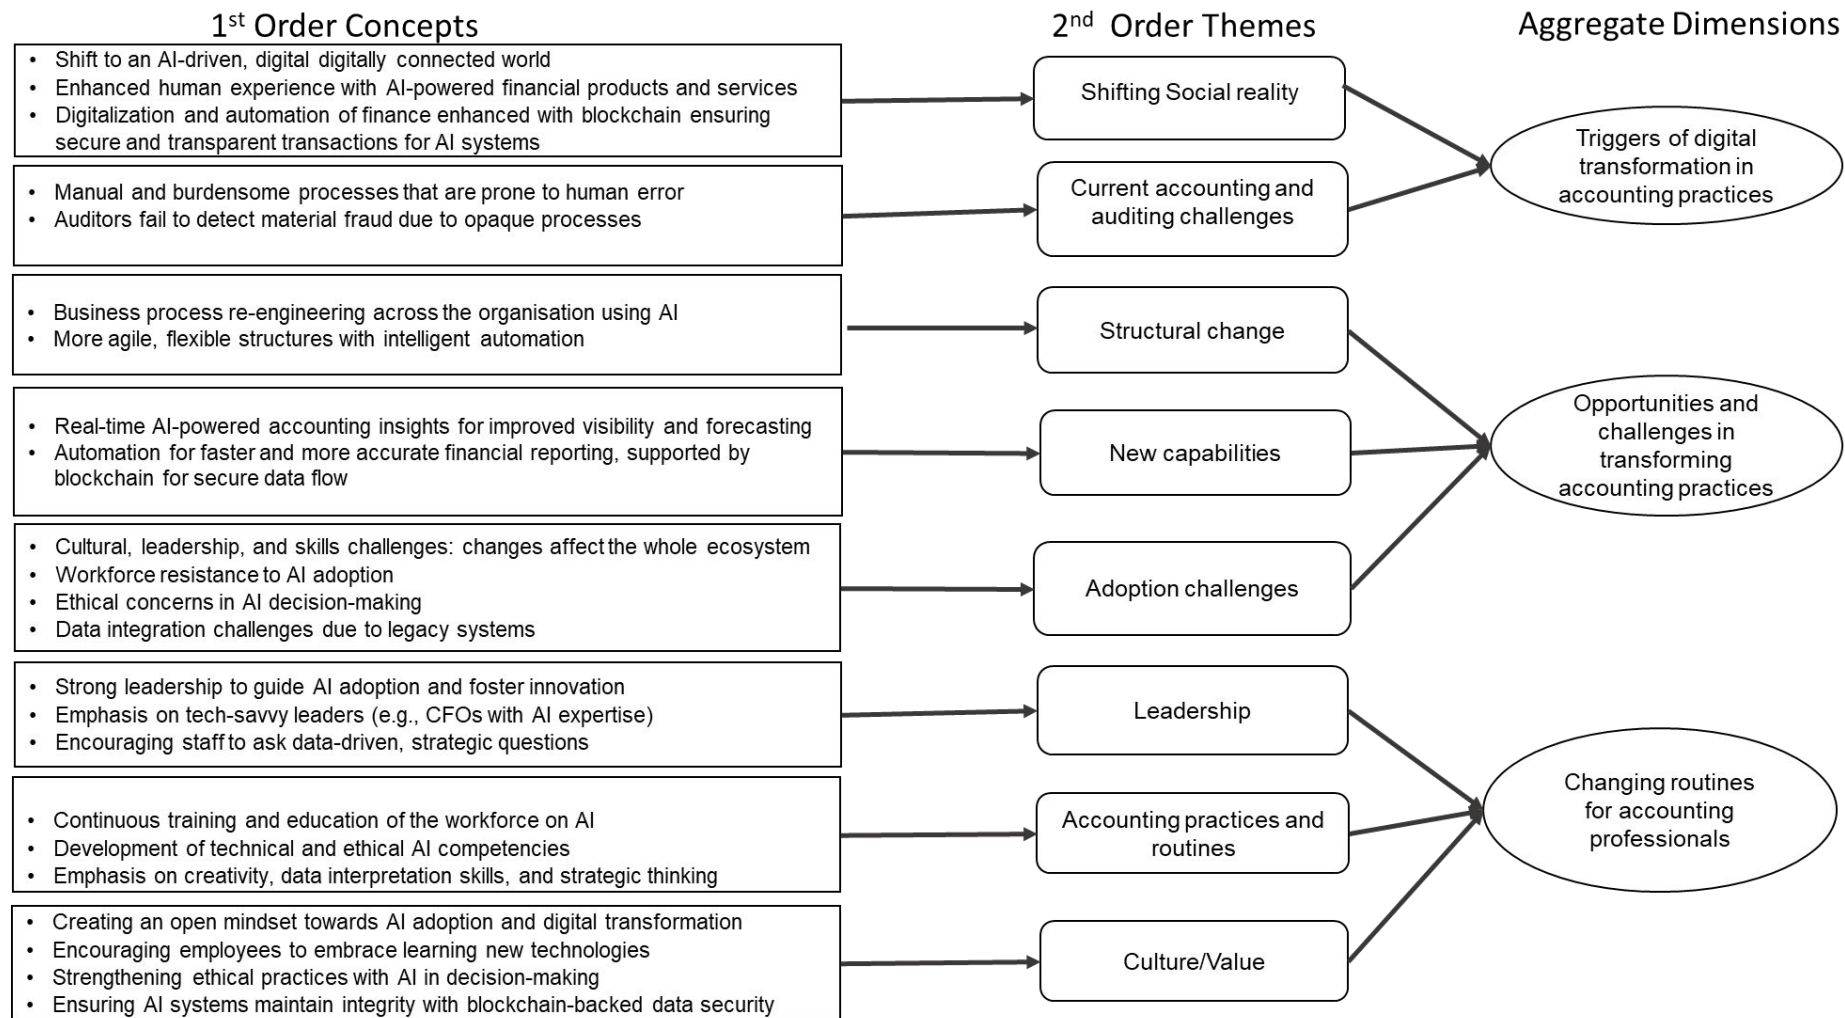 1st Order Concepts
2nd Order Themes
Aggregate Dimensions
• Shift to an AI-driven, digital digitally connected world
• Enhanced human experience with AI-powered financial products and services
• Digitalization and automation of finance enhanced with blockchain ensuring
secure and transparent transactions for AI systems
Shifting Social reality
• Manual and burdensome processes that are prone to human error
• Auditors fail to detect material fraud due to opaque processes
Current accounting and
auditing challenges
Triggers of digital
transformation in
accounting practices
• Business process re-engineering across the organisation using AI
• More agile, flexible structures with intelligent automation
Structural change
• Real-time AI-powered accounting insights for improved visibility and forecasting
• Automation for faster and more accurate financial reporting, supported by
blockchain for secure data flow
New capabilities
• Cultural, leadership, and skills challenges: changes affect the whole ecosystem
• Workforce resistance to AI adoption
• Ethical concerns in AI decision-making
• Data integration challenges due to legacy systems
Adoption challenges
Opportunities and
challenges in
transforming
accounting practices
• Strong leadership to guide AI adoption and foster innovation
• Emphasis on tech-savvy leaders (e.g., CFOs with AI expertise)
• Encouraging staff to ask data-driven, strategic questions
Leadership
• Continuous training and education of the workforce on AI
• Development of technical and ethical AI competencies
• Emphasis on creativity, data interpretation skills, and strategic thinking
Accounting practices and
routines
• Creating an open mindset towards AI adoption and digital transformation
• Encouraging employees to embrace learning new technologies
• Strengthening ethical practices with AI in decision-making
• Ensuring AI systems maintain integrity with blockchain-backed data security
Culture/Value
Changing routines
for accounting
professionals